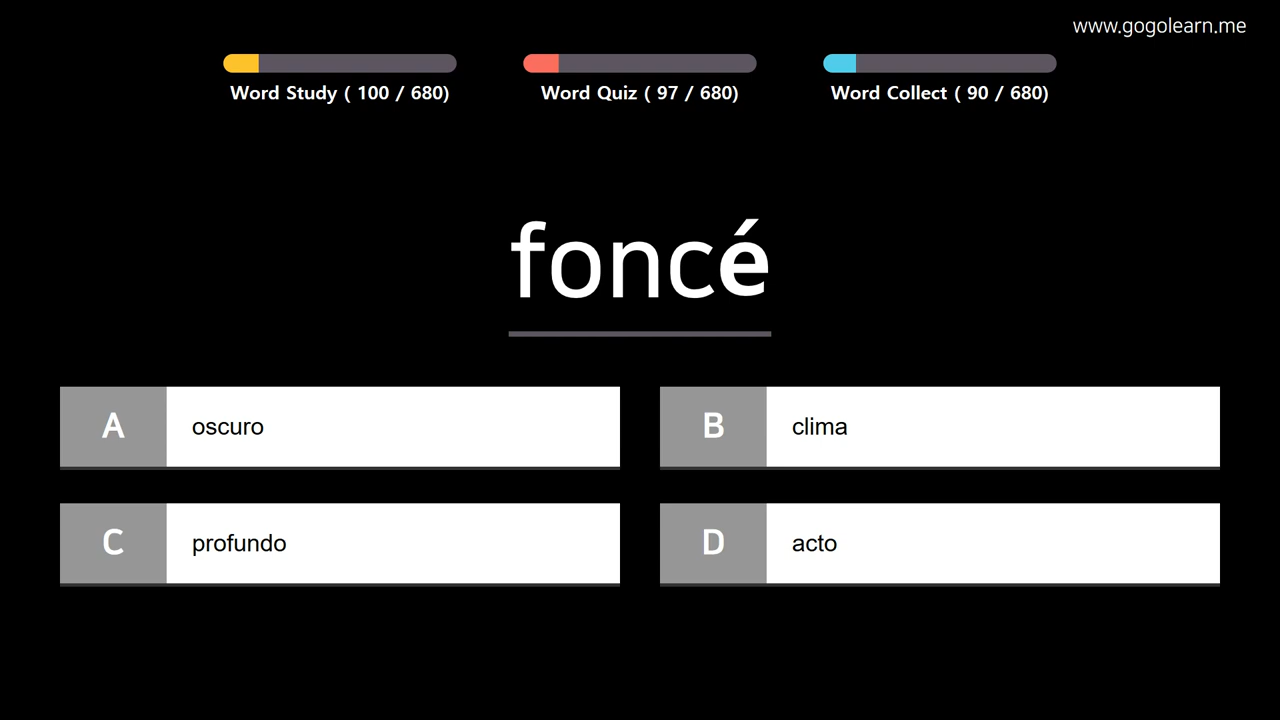 www.gogolearn.me
Word Study ( 100 / 680)
Word Quiz ( 97 / 680)
Word Collect ( 90 / 680)
foncé
A oscuro
B clima
C profundo
D acto